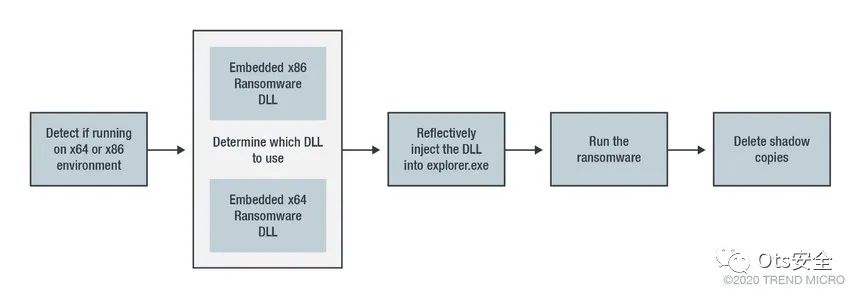 Detect if running
on x64 or x86
environment
Embedded x86
Ransomware
DLL
Determine which DLL
to use
Embedded x64
Ransomware
DLL
Reflectively
inject the DLL
into explorer.exe
Run the
ransomware
Delete shadow
copies
Ots安全
©2020 TREND MICRO